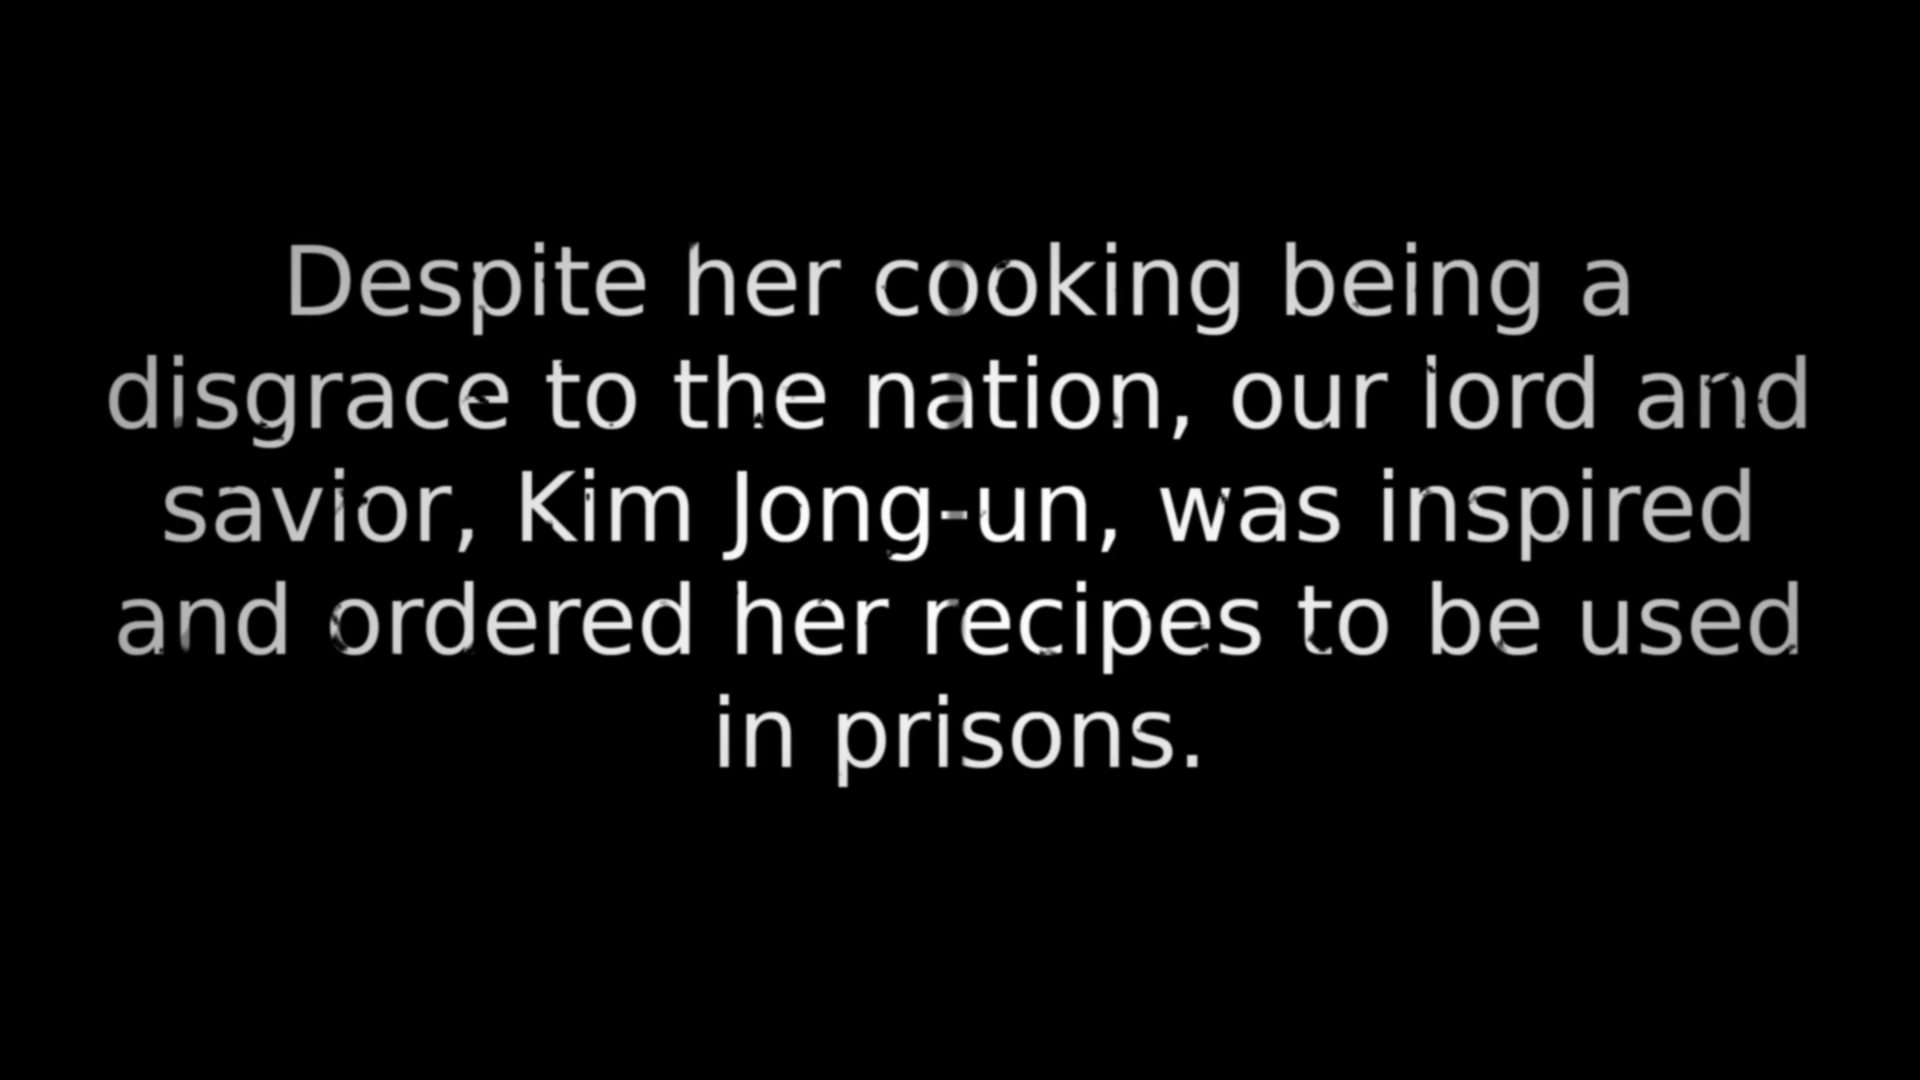 Despite her cooking being a
disgrace to the nation, our lord and
savior, Kim Jong-un, was inspired
and ordered her recipes to be used
in prisons.